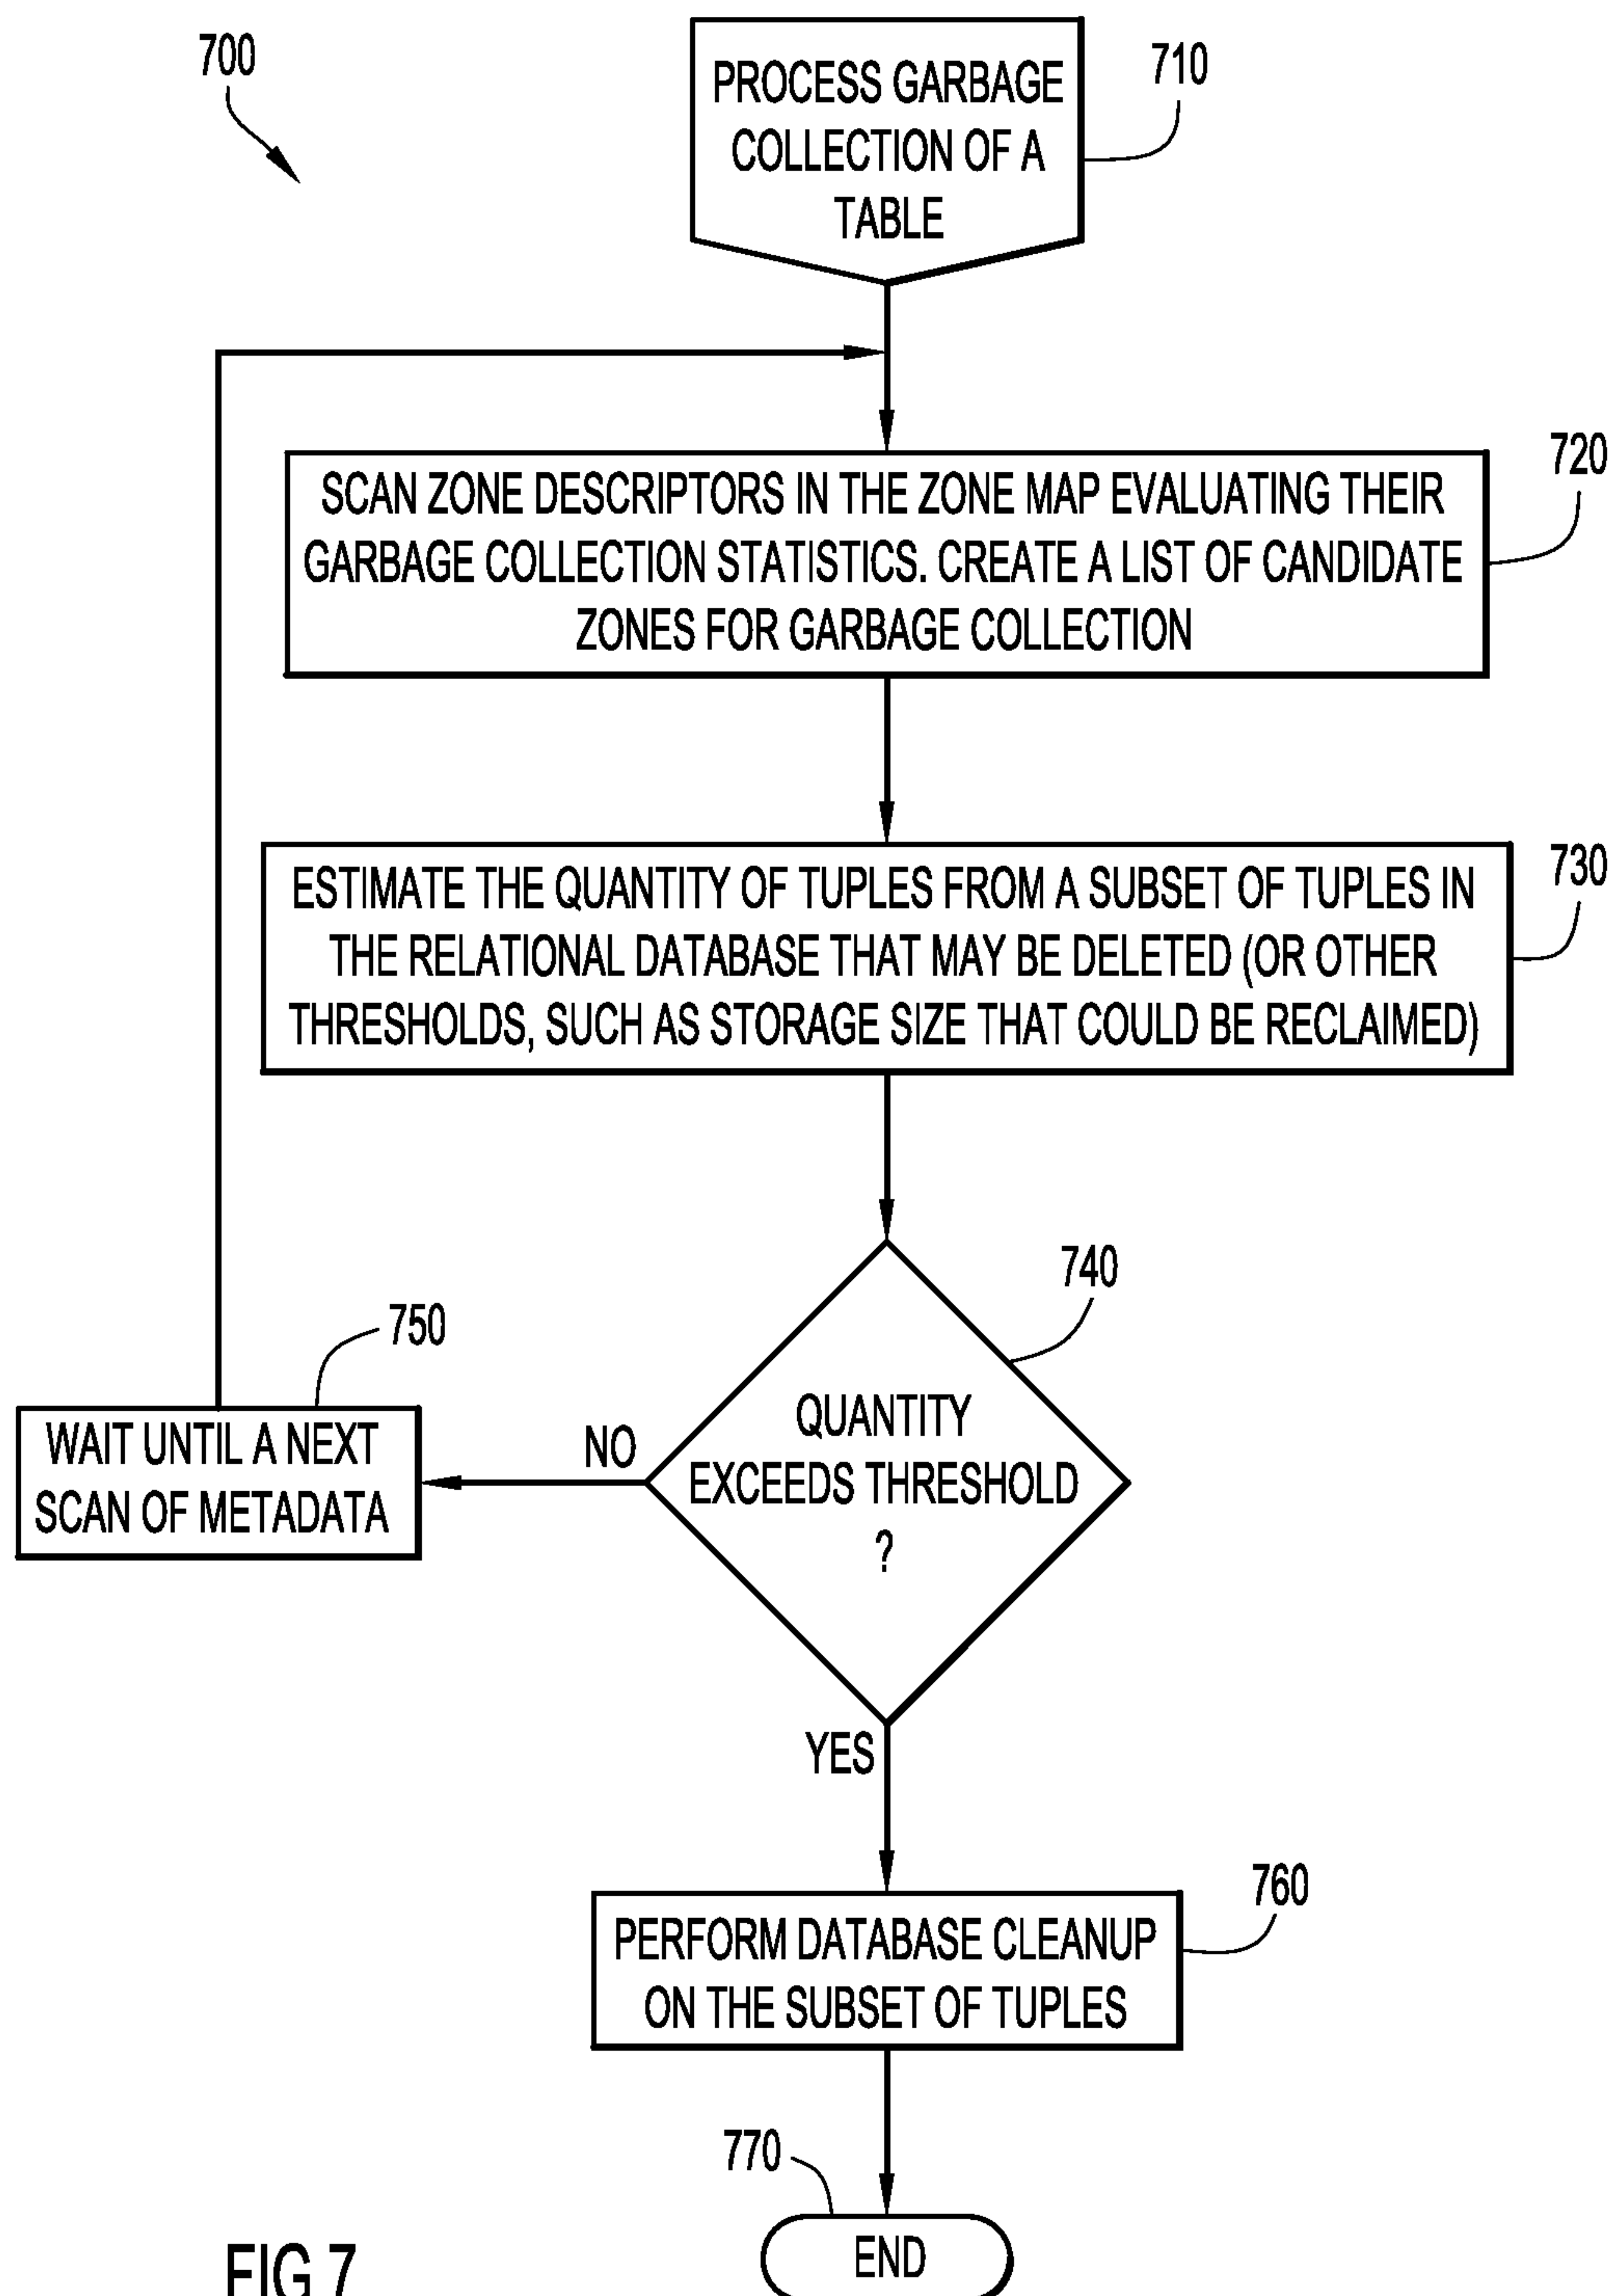 700
PROCESS GARBAGE
COLLECTION OF A
TABLE
710
SCAN ZONE DESCRIPTORS IN THE ZONE MAP EVALUATING THEIR
GARBAGE COLLECTION STATISTICS. CREATE A LIST OF CANDIDATE
ZONES FOR GARBAGE COLLECTION
720
ESTIMATE THE QUANTITY OF TUPLES FROM A SUBSET OF TUPLES IN
THE RELATIONAL DATABASE THAT MAY BE DELETED (OR OTHER
THRESHOLDS, SUCH AS STORAGE SIZE THAT COULD BE RECLAIMED)
730
QUANTITY
EXCEEDS THRESHOLD
?
740
NO
750
WAIT UNTIL A NEXT
SCAN OF METADATA
YES
PERFORM DATABASE CLEANUP
ON THE SUBSET OF TUPLES
760
770
END
FIG.7